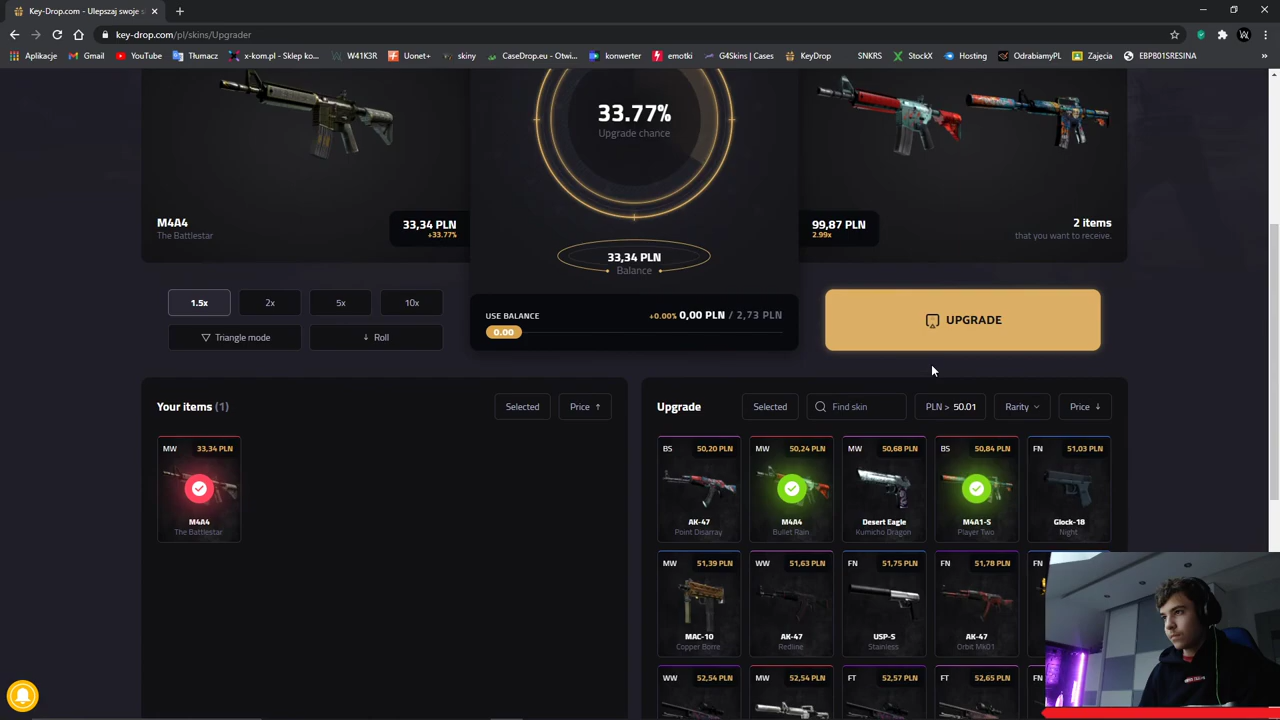 Key-Drop.com - Ulepszaj swoje s
key-drop.com/pl/skins/Upgrader
Aplikacje
Gmail
YouTube
Tłumacz
x-kom.pl - Sklep ko...
W41K3R
Uonet+
skiny
CaseDrop.eu - Otwi...
konwerter
emotki
G4Skins | Cases
KeyDrop
SNKRS
StockX
Hosting
OdrabiamyPL
Zajęcia
EBPB01SRESINA
»
33.77%
Upgrade chance
M4A4
The Battlestar
33,34 PLN
+33.77%
99,87 PLN
2.99x
2 items
that you want to receive.
33,34 PLN
Balance
1.5x
2x
5x
10x
Triangle mode
Roll
USE BALANCE
+0.00% 0,00 PLN / 2,73 PLN
0.00
UPGRADE
Your items (1)
Selected
Price
Upgrade
Selected
Find skin
PLN > 50.01
Rarity
Price
MW 33,34 PLN
M4A4
The Battlestar
BS 50,20 PLN
AK-47
Point Disarray
MW 50,24 PLN
M4A4
Bullet Rain
MW 50,68 PLN
Desert Eagle
Kumicho Dragon
BS 50,84 PLN
M4A1-S
Player Two
FN 51,03 PLN
Glock-18
Night
MW 51,39 PLN
MAC-10
Copper Borre
WW 51,63 PLN
AK-47
Redline
FN 51,75 PLN
USP-S
Stainless
FN 51,78 PLN
AK-47
Orbit Mk01
FN
WW 52,54 PLN
MW 52,54 PLN
FT 52,57 PLN
FT 52,65 PLN
FN